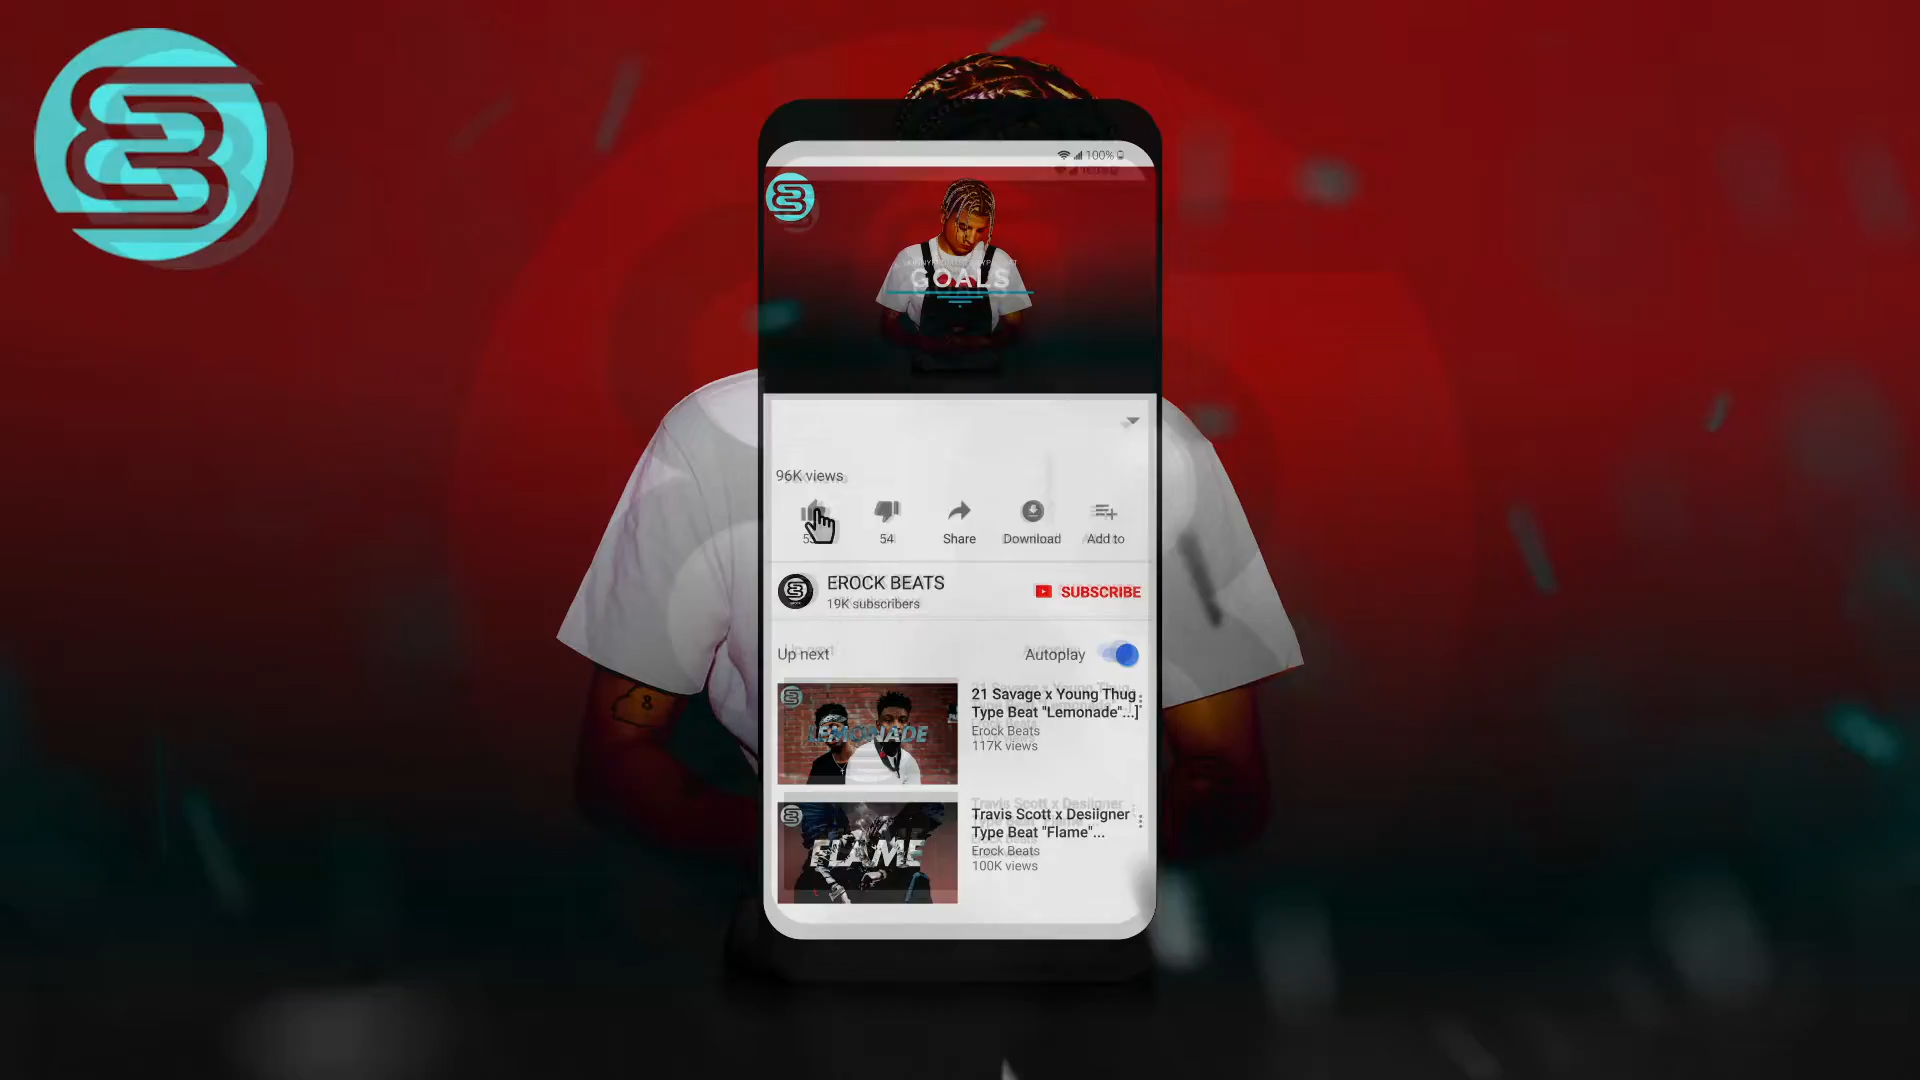 100%
GOALS
96K views
54
Share
Download
Add to
EROCK BEATS
19K subscribers
SUBSCRIBE
Up next
Autoplay
LEMONADE
21 Savage x Young Thug
Type Beat "Lemonade"...]
Erock Beats
117K views
FLAME
Travis Scott x Desiigner
Type Beat "Flame"...
Erock Beats
100K views
8